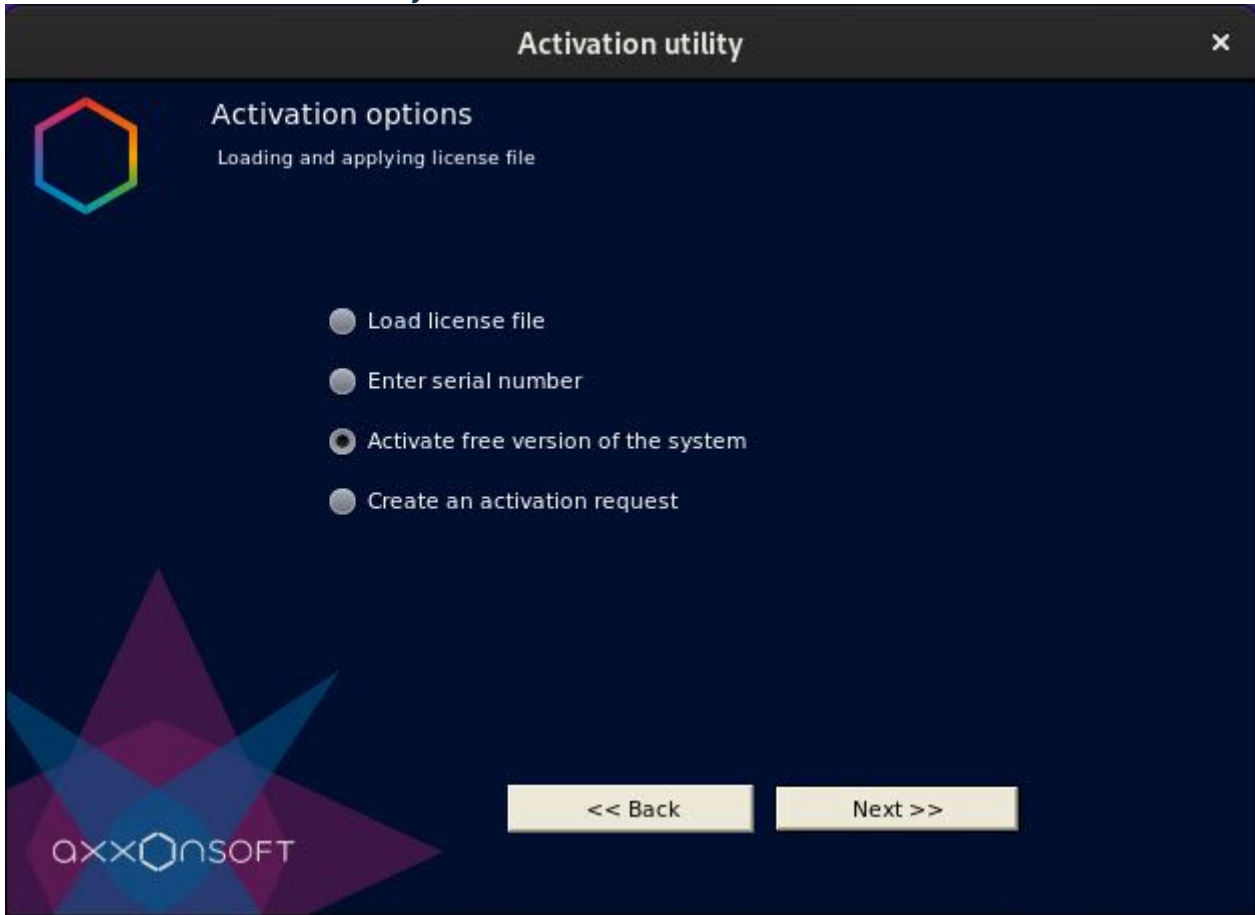 Activation utility
Activation options
Loading and applying license file
Load license file
Enter serial number
Activate free version of the system
Create an activation request
<< Back
Next >>
axxonsoft